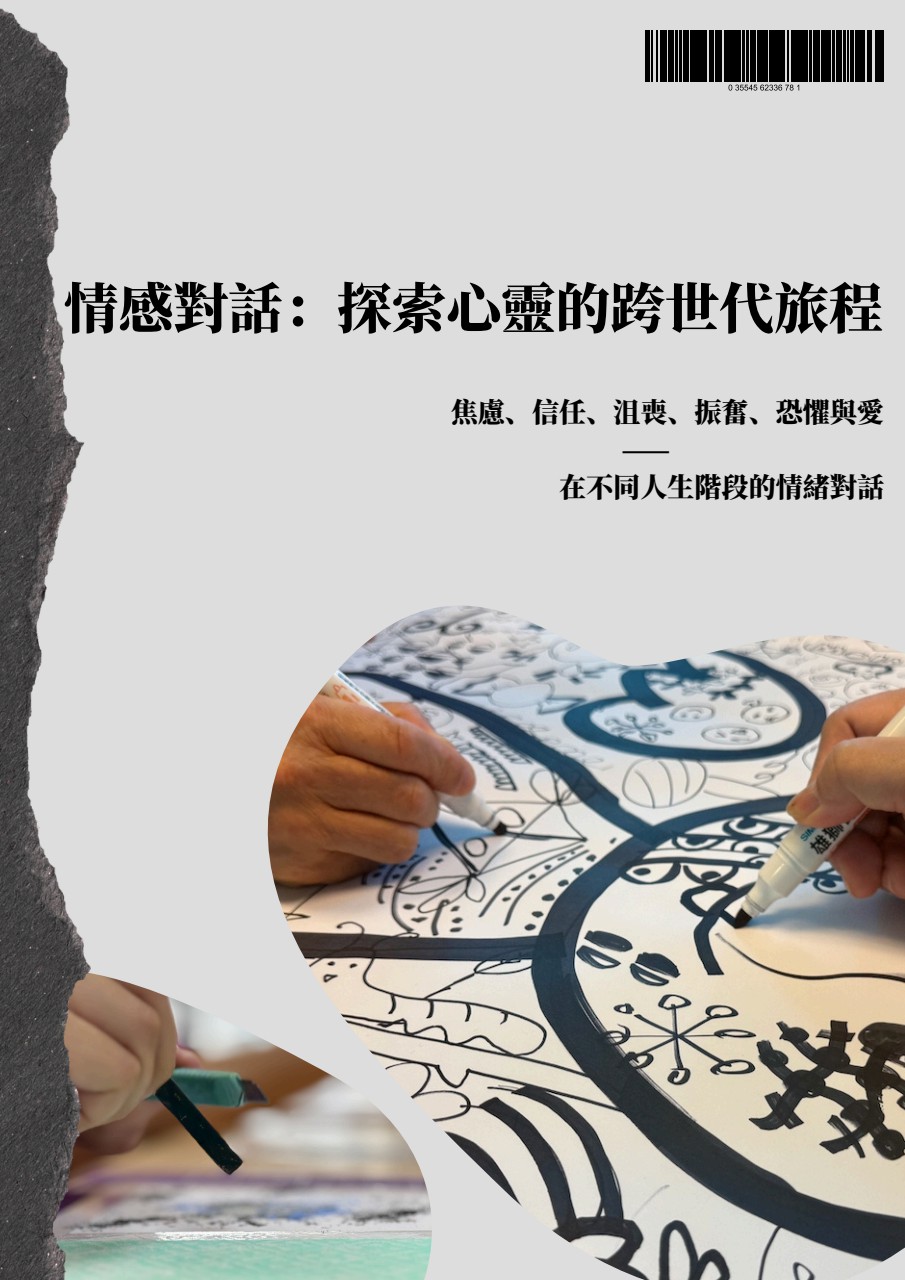 0 35545 62336 78 1
情感對話：探索心靈的跨世代旅程
焦慮、信任、沮喪、振奮、恐懼與愛
——
在不同人生階段的情緒對話
雄獅